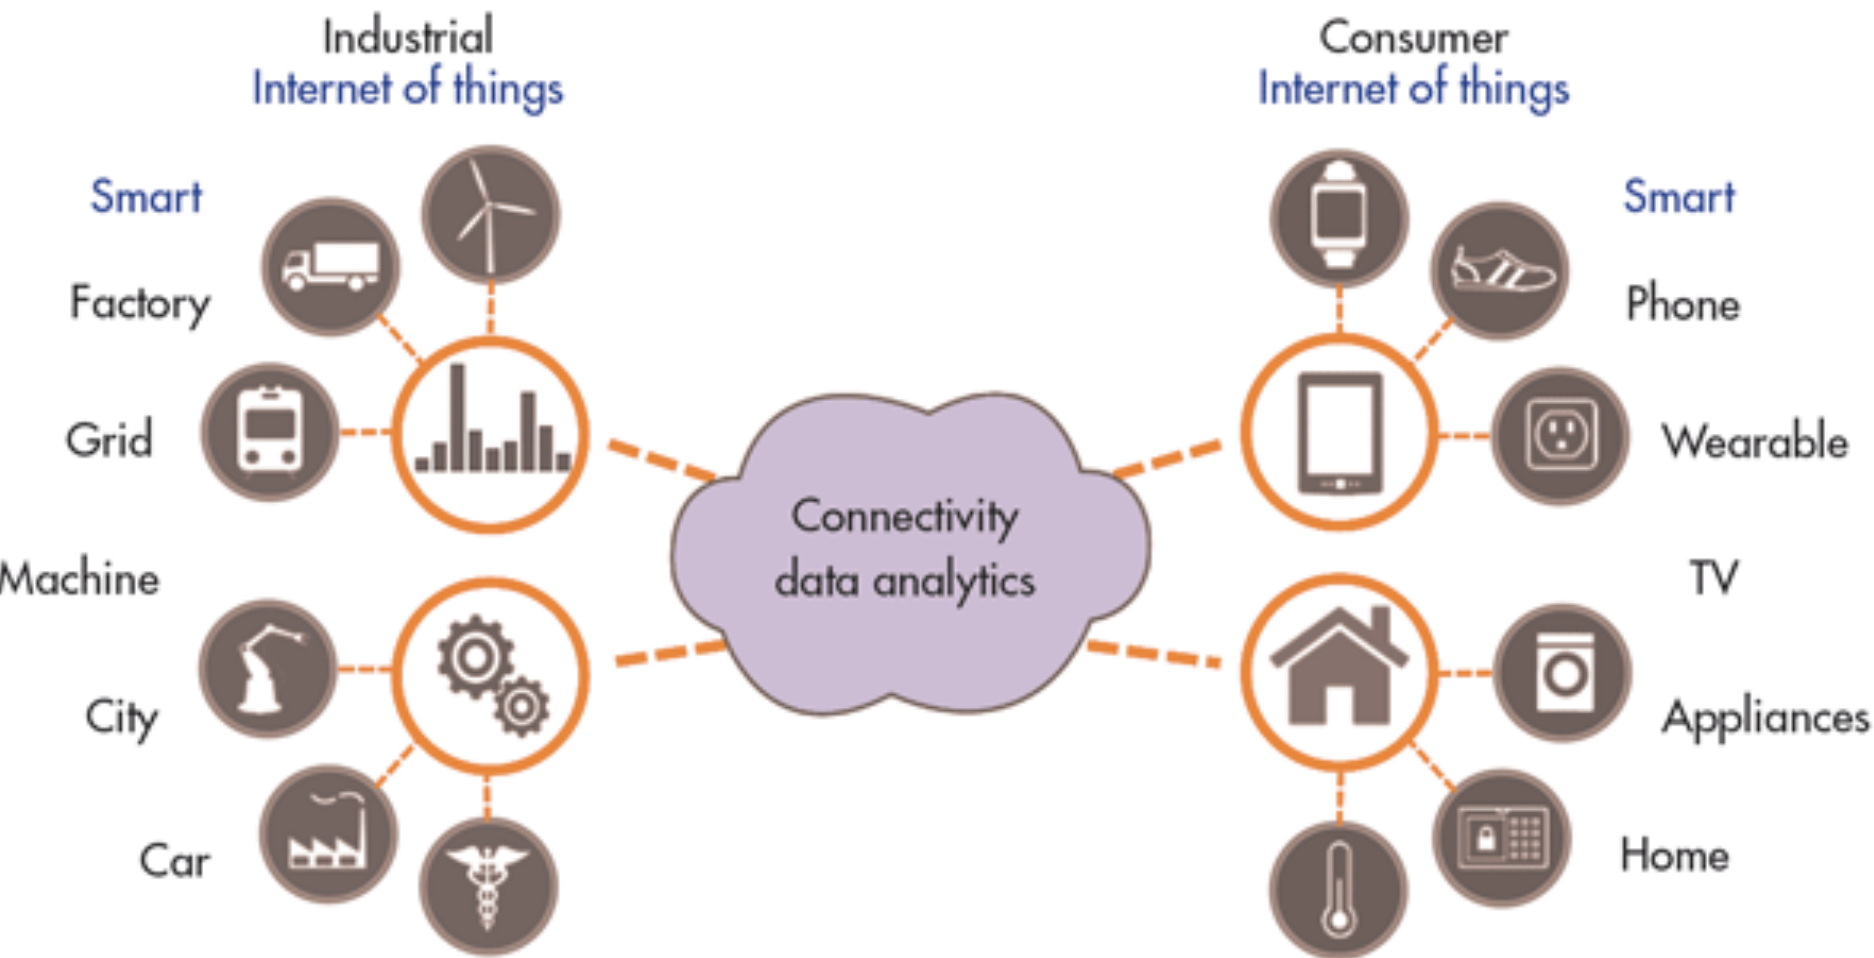 Industrial
Internet of things
Consumer
Internet of things
Smart
Factory
Grid
Machine
City
Car
Connectivity
data analytics
Smart
Phone
Wearable
TV
Appliances
Home